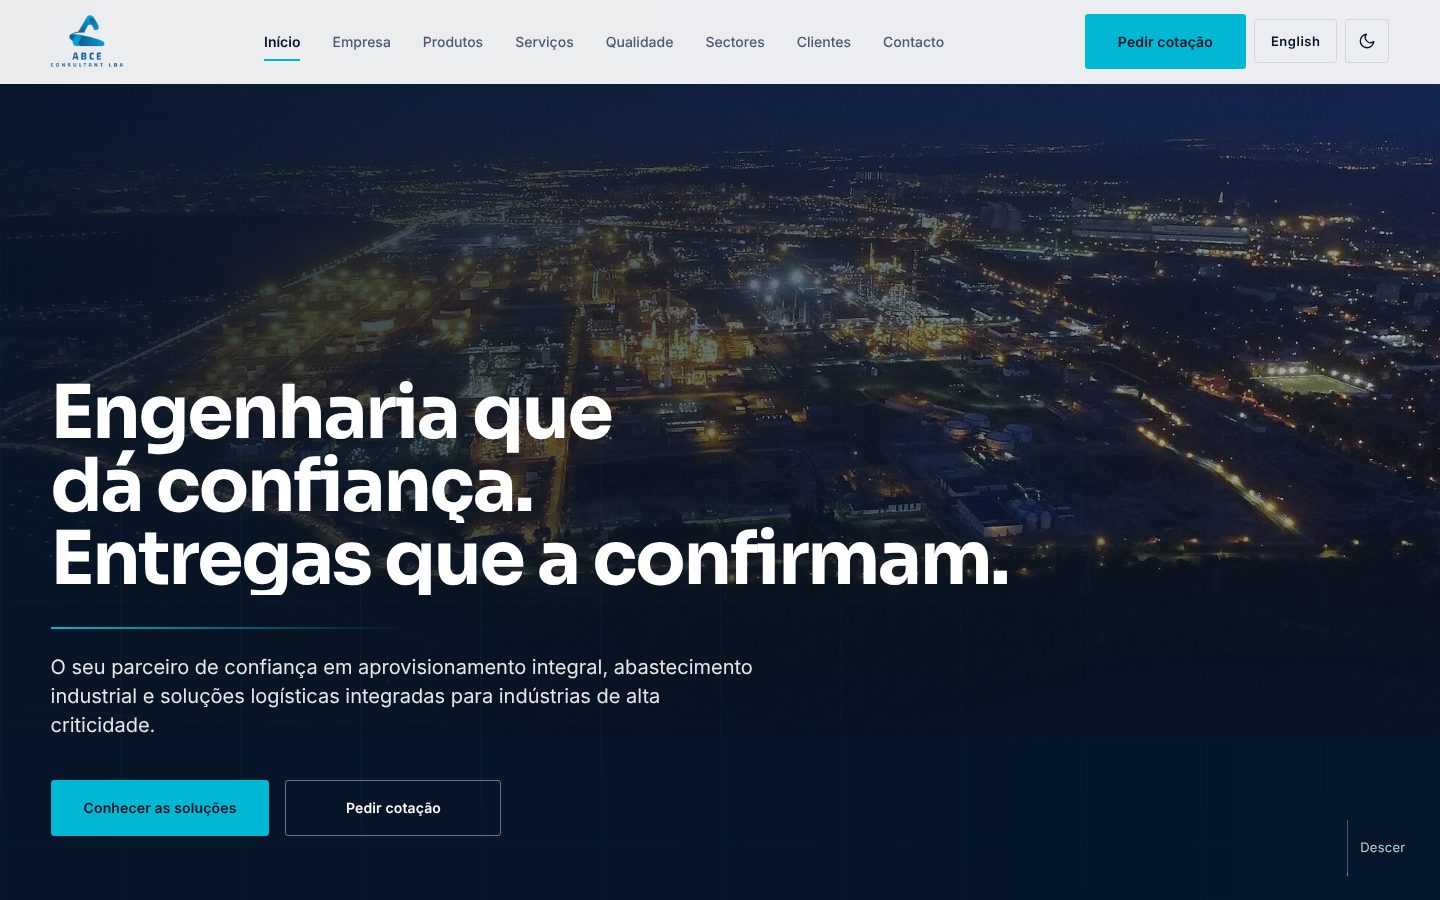 ABCE
CONSULTANT LDA
Início
Empresa
Produtos
Serviços
Qualidade
Sectores
Clientes
Contacto
Pedir cotação
English
Engenharia que
dá confiança.
Entregas que a confirmam.
O seu parceiro de confiança em aprovisionamento integral, abastecimento
industrial e soluções logísticas integradas para indústrias de alta
criticidade.
Conhecer as soluções
Pedir cotação
Descer